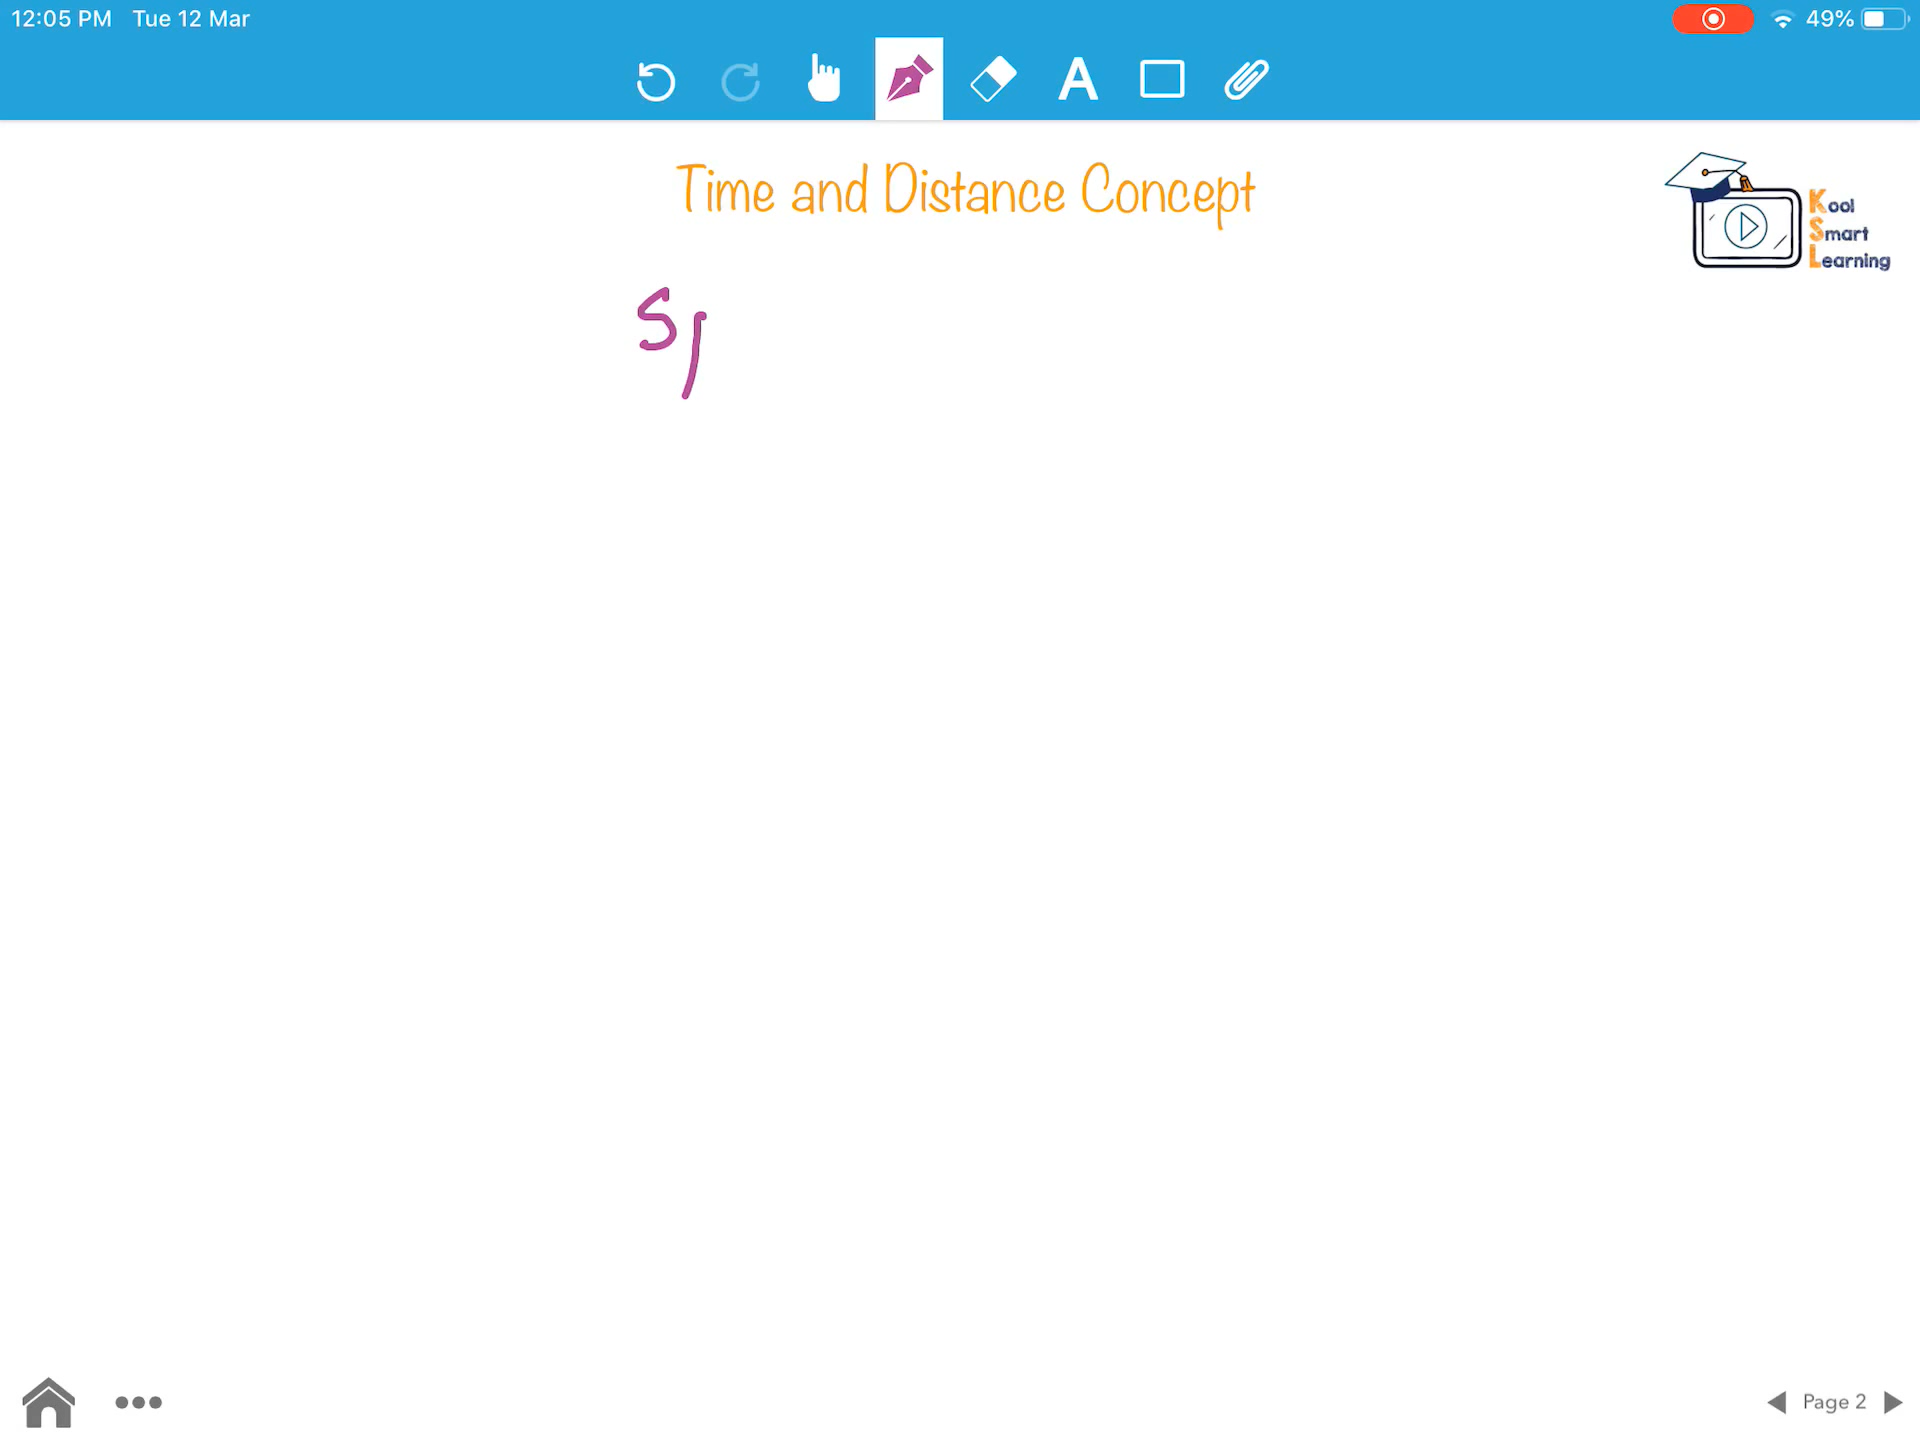 12:05 PM Tue 12 Mar
49%
A
Time and Distance Concept
Kool
Smart
Learning
S
Page 2